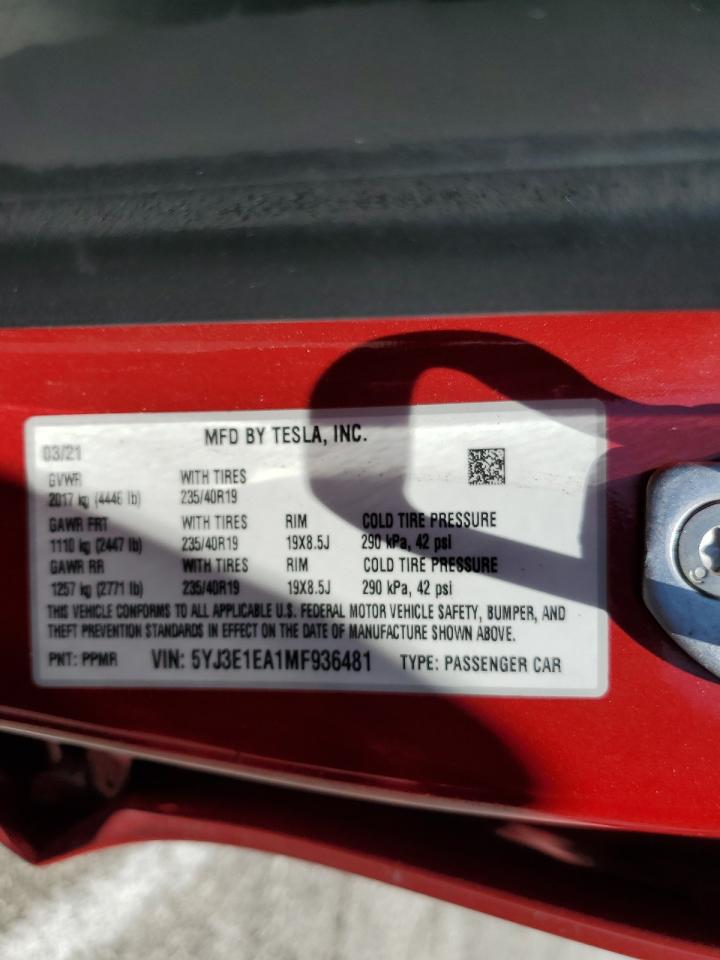 MFD BY TESLA, INC.
03/21
GVWR WITH TIRES
2017 kg (4446 lb) 235/40R19
GAWR FRT WITH TIRES RIM COLD TIRE PRESSURE
1110 kg (2447 lb) 235/40R19 19X8.5J 290 kPa, 42 psi
GAWR RR WITH TIRES RIM COLD TIRE PRESSURE
1257 kg (2771 lb) 235/40R19 19X8.5J 290 kPa, 42 psi
THIS VEHICLE CONFORMS TO ALL APPLICABLE U.S. FEDERAL MOTOR VEHICLE SAFETY, BUMPER, AND
THEFT PREVENTION STANDARDS IN EFFECT ON THE DATE OF MANUFACTURE SHOWN ABOVE.
PNT: PPMR VIN: 5YJ3E1EA1MF936481 TYPE: PASSENGER CAR